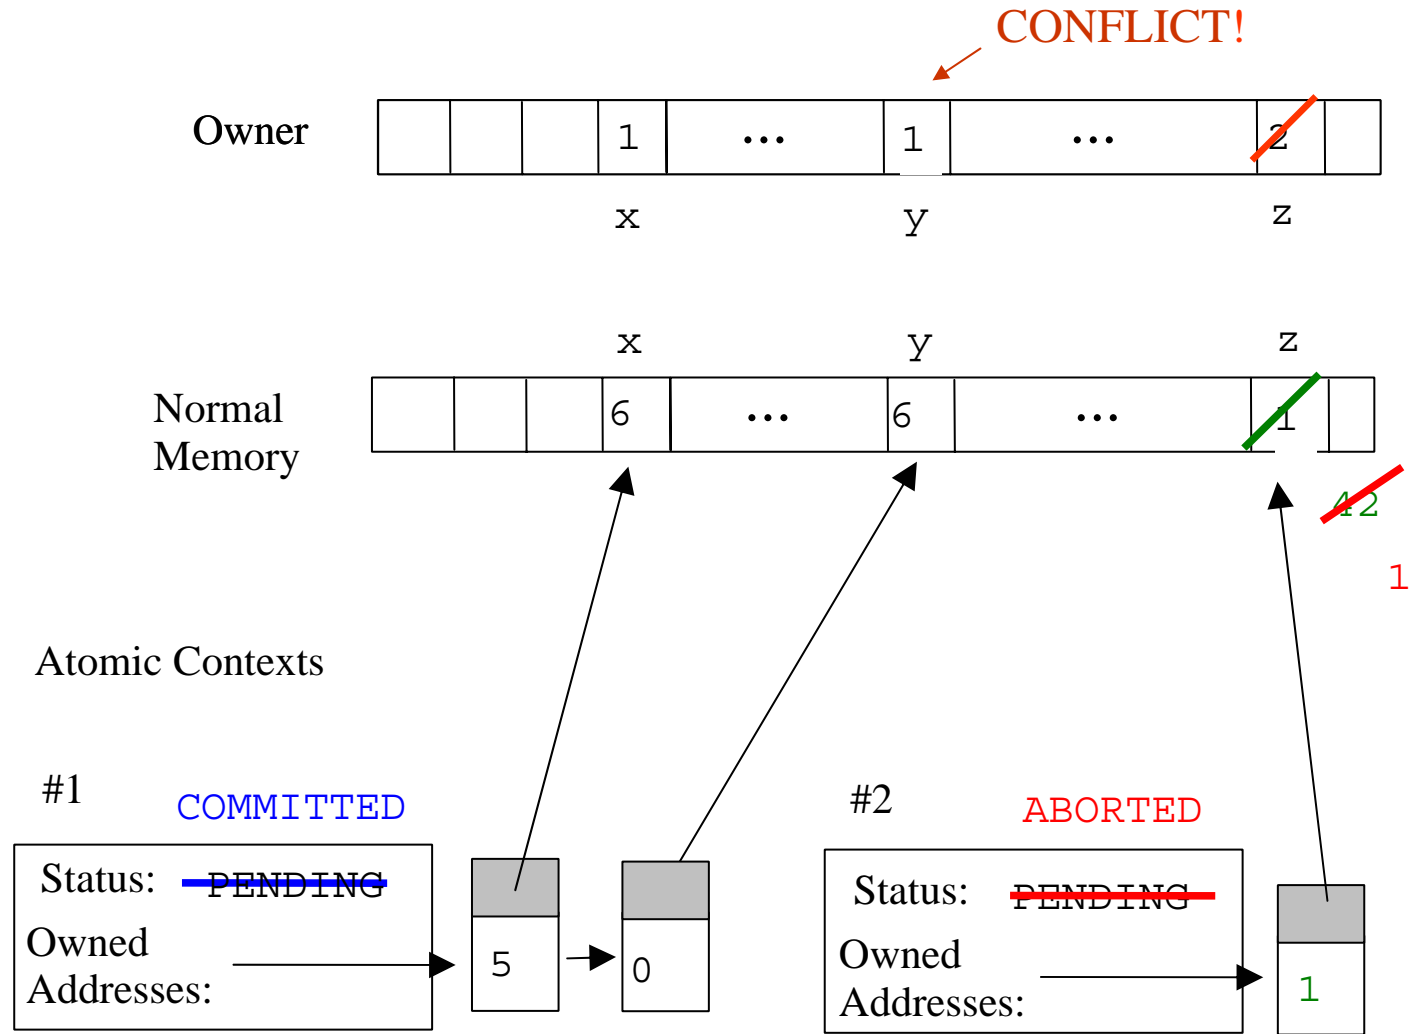 CONFLICT!
Owner 1 ... 1 ... 2
x y z
x y z
Normal Memory 6 ... 6 ... 1
42
1
Atomic Contexts
#1 COMMITTED #2 ABORTED
Status: PENDING Status: PENDING
Owned Addresses: 5 0 Owned Addresses: 1